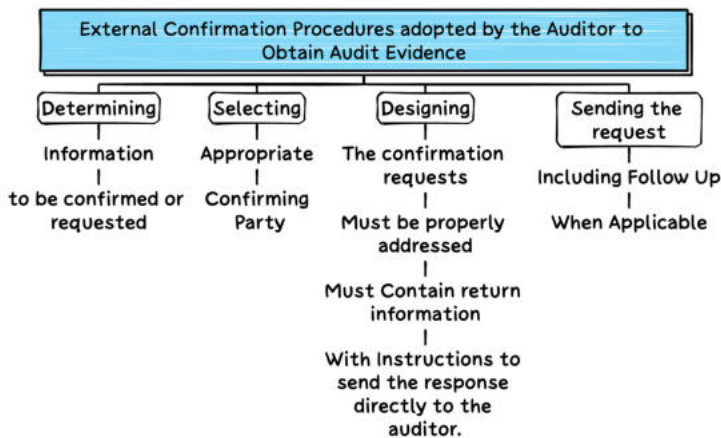 External Confirmation Procedures adopted by the Auditor to
Obtain Audit Evidence
Determining
Information
to be confirmed or
requested
Selecting
Appropriate
Confirming
Party
Designing
The confirmation
requests
Must be properly
addressed
Must Contain return
information
With Instructions to
send the response
directly to the
auditor.
Sending the
request
Including Follow Up
When Applicable